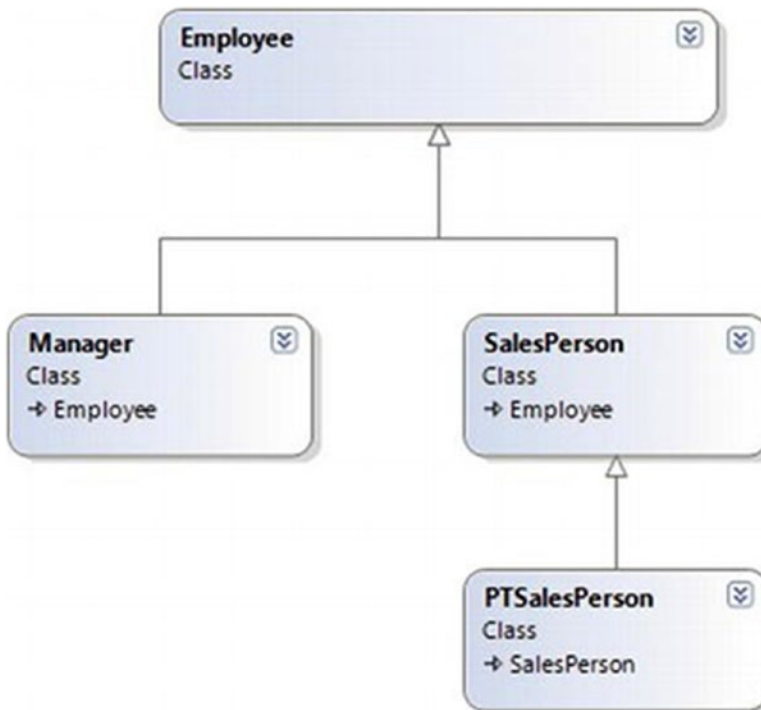 Employee
Class
Manager
Class
Employee
SalesPerson
Class
Employee
PTSalesPerson
Class
SalesPerson